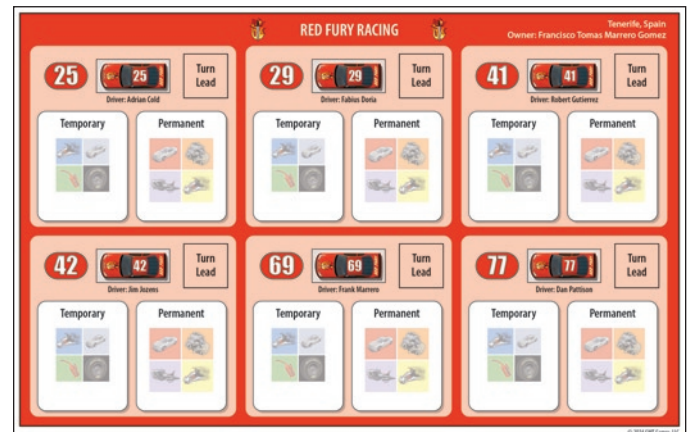 RED FURY RACING
Tenerife, Spain
Owner: Francisco Tomas Marrero Gomez
25
25
Turn
Lead
Driver: Adrian Cold
Temporary
Permanent
29
29
Turn
Lead
Driver: Fabius Doria
Temporary
Permanent
41
41
Turn
Lead
Driver: Robert Gutierrez
Temporary
Permanent
42
42
Turn
Lead
Driver: Jim Jozens
Temporary
Permanent
69
69
Turn
Lead
Driver: Frank Marrero
Temporary
Permanent
77
77
Turn
Lead
Driver: Dan Pattison
Temporary
Permanent